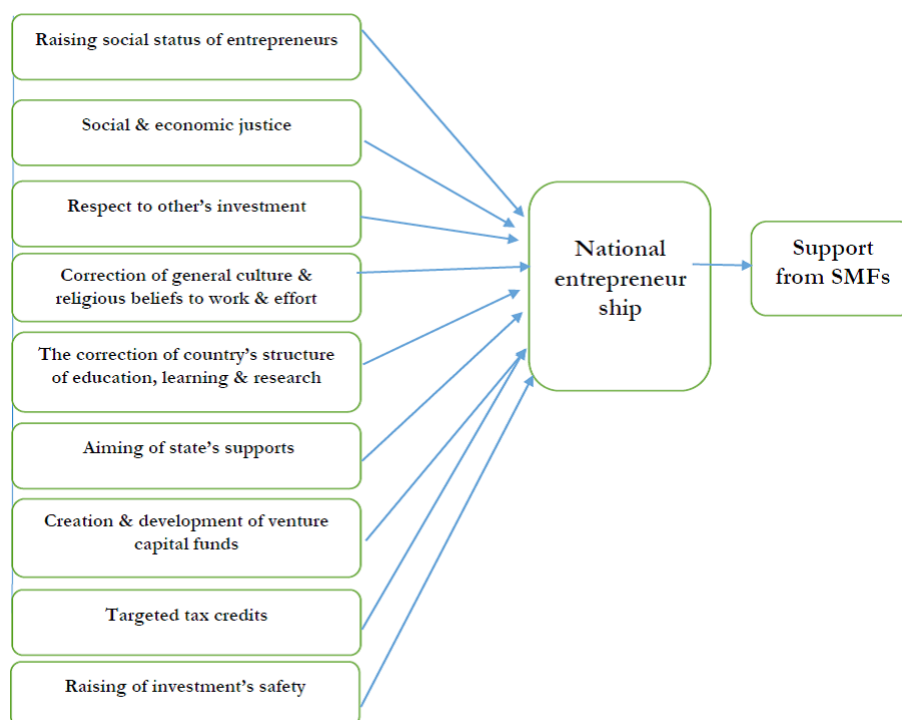 Raising social status of entrepreneurs
Social & economic justice
Respect to other's investment
Correction of general culture &
religious beliefs to work & effort
The correction of country's structure
of education, learning & research
Aiming of state's supports
Creation & development of venture
capital funds
Targeted tax credits
Raising of investment's safety
National
entrepreneur
ship
Support
from SMFs